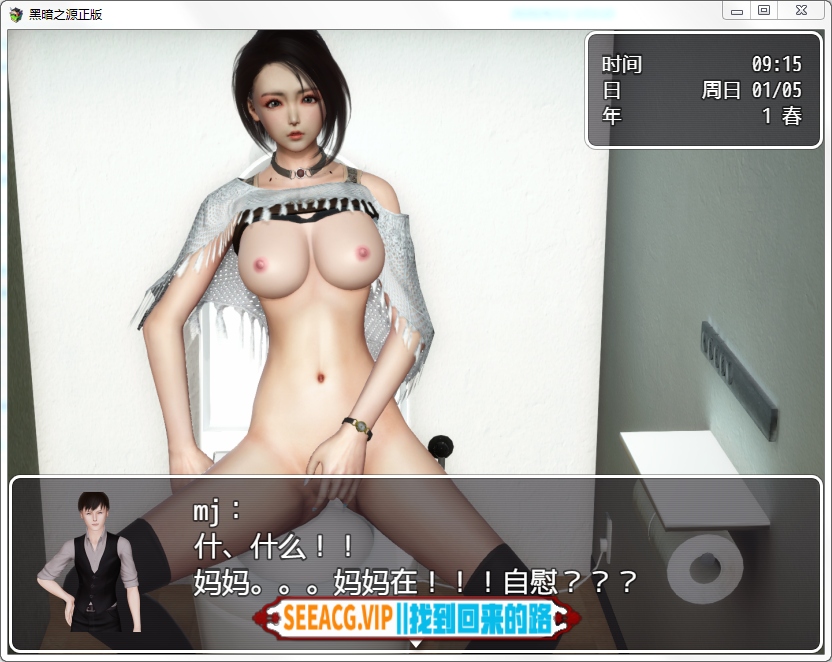 黑暗之源正版
时间 09:15
日 周日 01/05
年 1 春
mj：
什、什么！！
妈妈。。。妈妈在！！！自慰？？？
SEEACG.VIP||找到回来的路